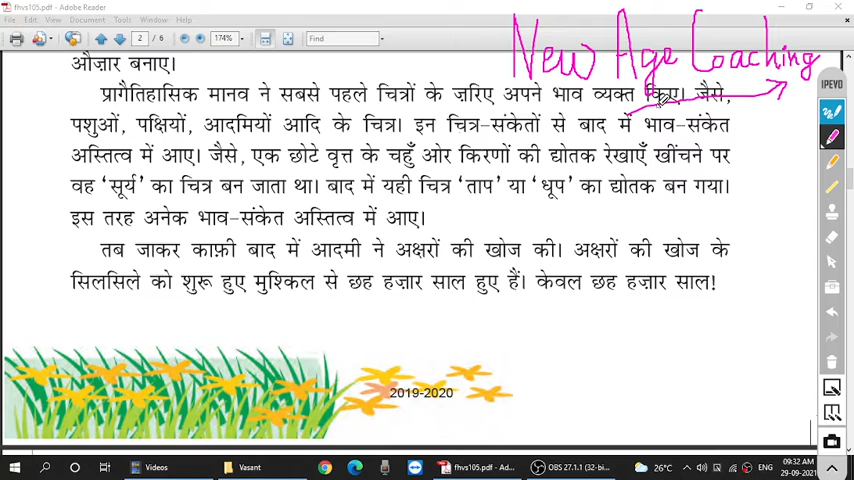 fhvs105.pdf - Adobe Reader
File Edit View Document Tools Window Help
2 / 6 174% Find
New Age Coaching
औज़ार बनाए।
प्रागैतिहासिक मानव ने सबसे पहले चित्रों के ज़रिए अपने भाव व्यक्त किए। जैसे,
पशुओं, पक्षियों, आदमियों आदि के चित्र। इन चित्र-संकेतों से बाद में भाव-संकेत
अस्तित्व में आए। जैसे, एक छोटे वृत्त के चहुँ ओर किरणों की द्योतक रेखाएँ खींचने पर
वह 'सूर्य' का चित्र बन जाता था। बाद में यही चित्र 'ताप' या 'धूप' का द्योतक बन गया।
इस तरह अनेक भाव-संकेत अस्तित्व में आए।
तब जाकर काफ़ी बाद में आदमी ने अक्षरों की खोज की। अक्षरों की खोज के
सिलसिले को शुरू हुए मुश्किल से छह हज़ार साल हुए हैं। केवल छह हज़ार साल!
2019-2020
IPEVO
Videos Vasant fhvs105.pdf - Ado... OBS 27.1.1 (32-bi... 26°C ENG 09:32 AM
29-09-2021